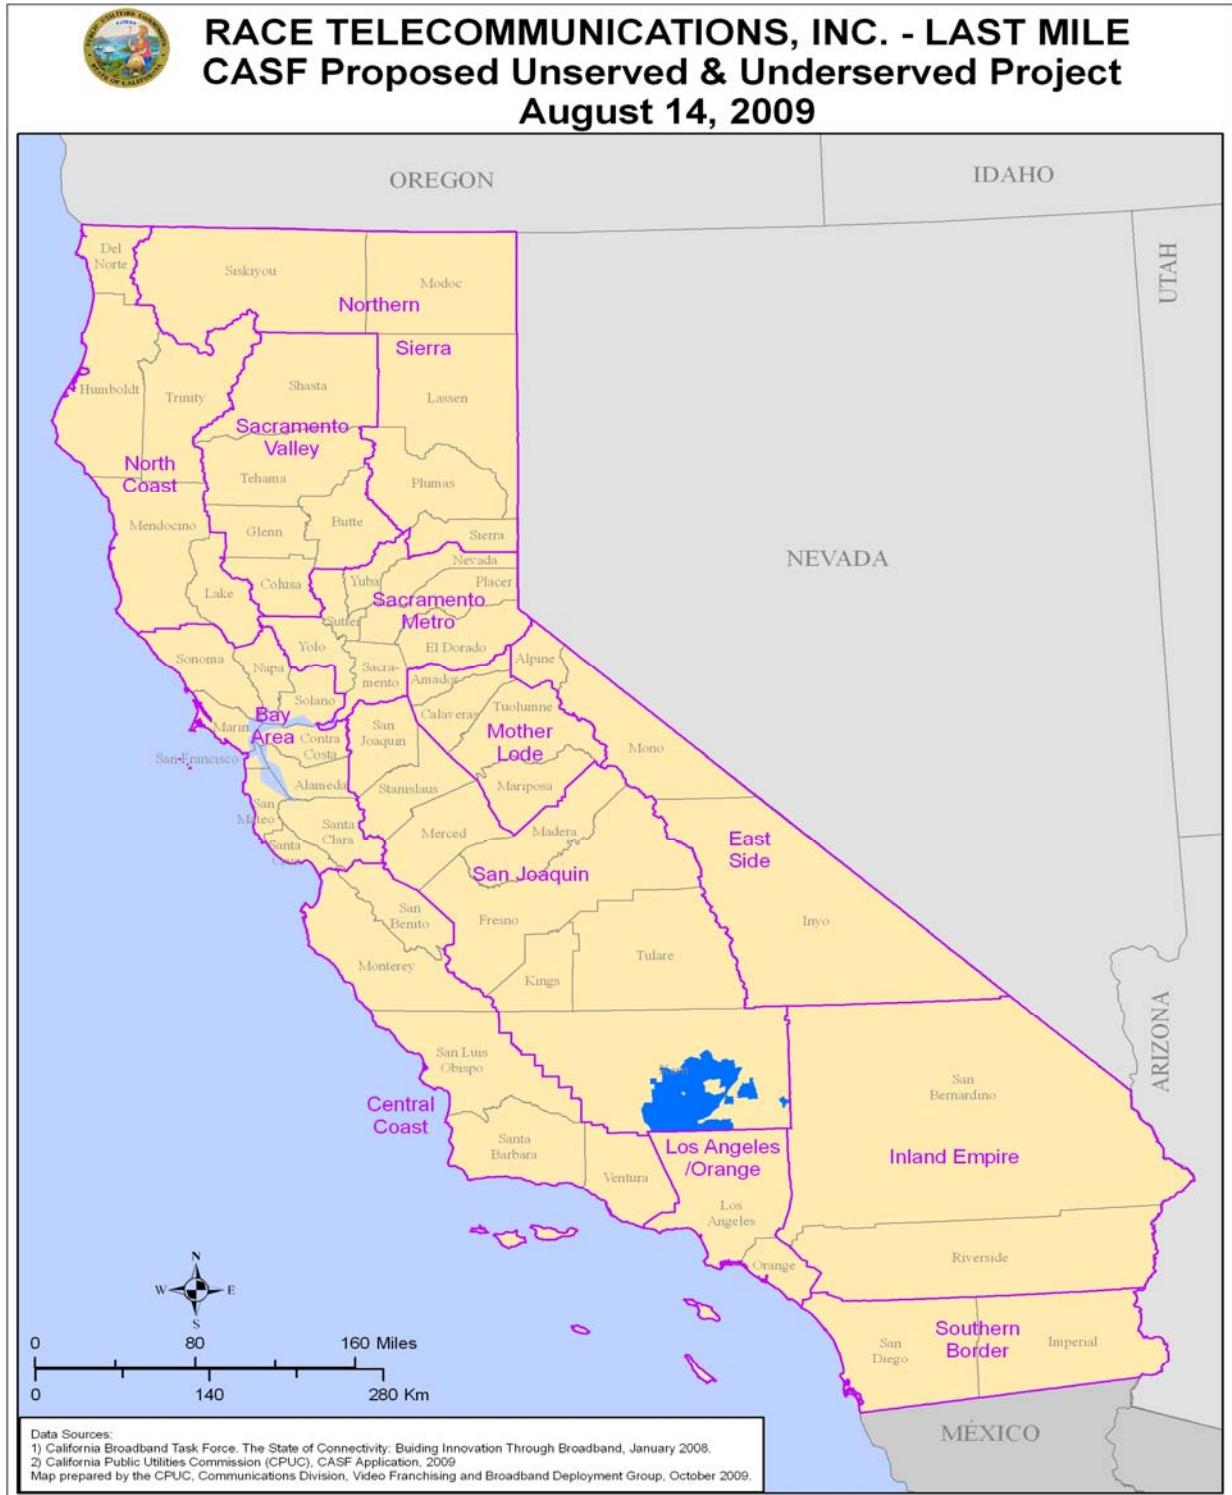 RACE TELECOMMUNICATIONS, INC. - LAST MILE
CASF Proposed Unserved & Underserved Project
August 14, 2009
OREGON
IDAHO
UTAH
Del
Norte
Siskiyou
Modoc
Northern
Sierra
Humboldt
Trinity
Shasta
Lassen
Sacramento
Valley
North
Coast
Tehama
Plumas
Mendocino
Glenn
Butte
Sierra
NEVADA
Nevada
Lake
Colusa
Yuba
Placer
Sacramento
Metro
Sutter
Sonoma
Napa
Yolo
El Dorado
Alpine
Sacra-
mento
Amador
Solano
Tuolumne
Calaveras
Marin
Bay
Area
San
Joaquin
Mother
Lode
Contra
Costa
Mono
San Francisco
Alameda
Stanislaus
Mariposa
San
Mateo
Santa
Clara
Merced
Madera
East
Side
Santa
San Joaquin
San
Benito
Fresno
Inyo
Monterey
Kings
Tulare
ARIZONA
San Luis
Obispo
San
Bernardino
Central
Coast
Santa
Barbara
Los Angeles
/Orange
Inland Empire
Ventura
Los
Angeles
Orange
Riverside
N
W
E
S
San
Diego
Southern
Border
Imperial
0 80 160 Miles
0 140 280 Km
MÉXICO
Data Sources:
1) California Broadband Task Force. The State of Connectivity: Buiding Innovation Through Broadband, January 2008.
2) California Public Utilities Commission (CPUC), CASF Application, 2009
Map prepared by the CPUC, Communications Division, Video Franchising and Broadband Deployment Group, October 2009.